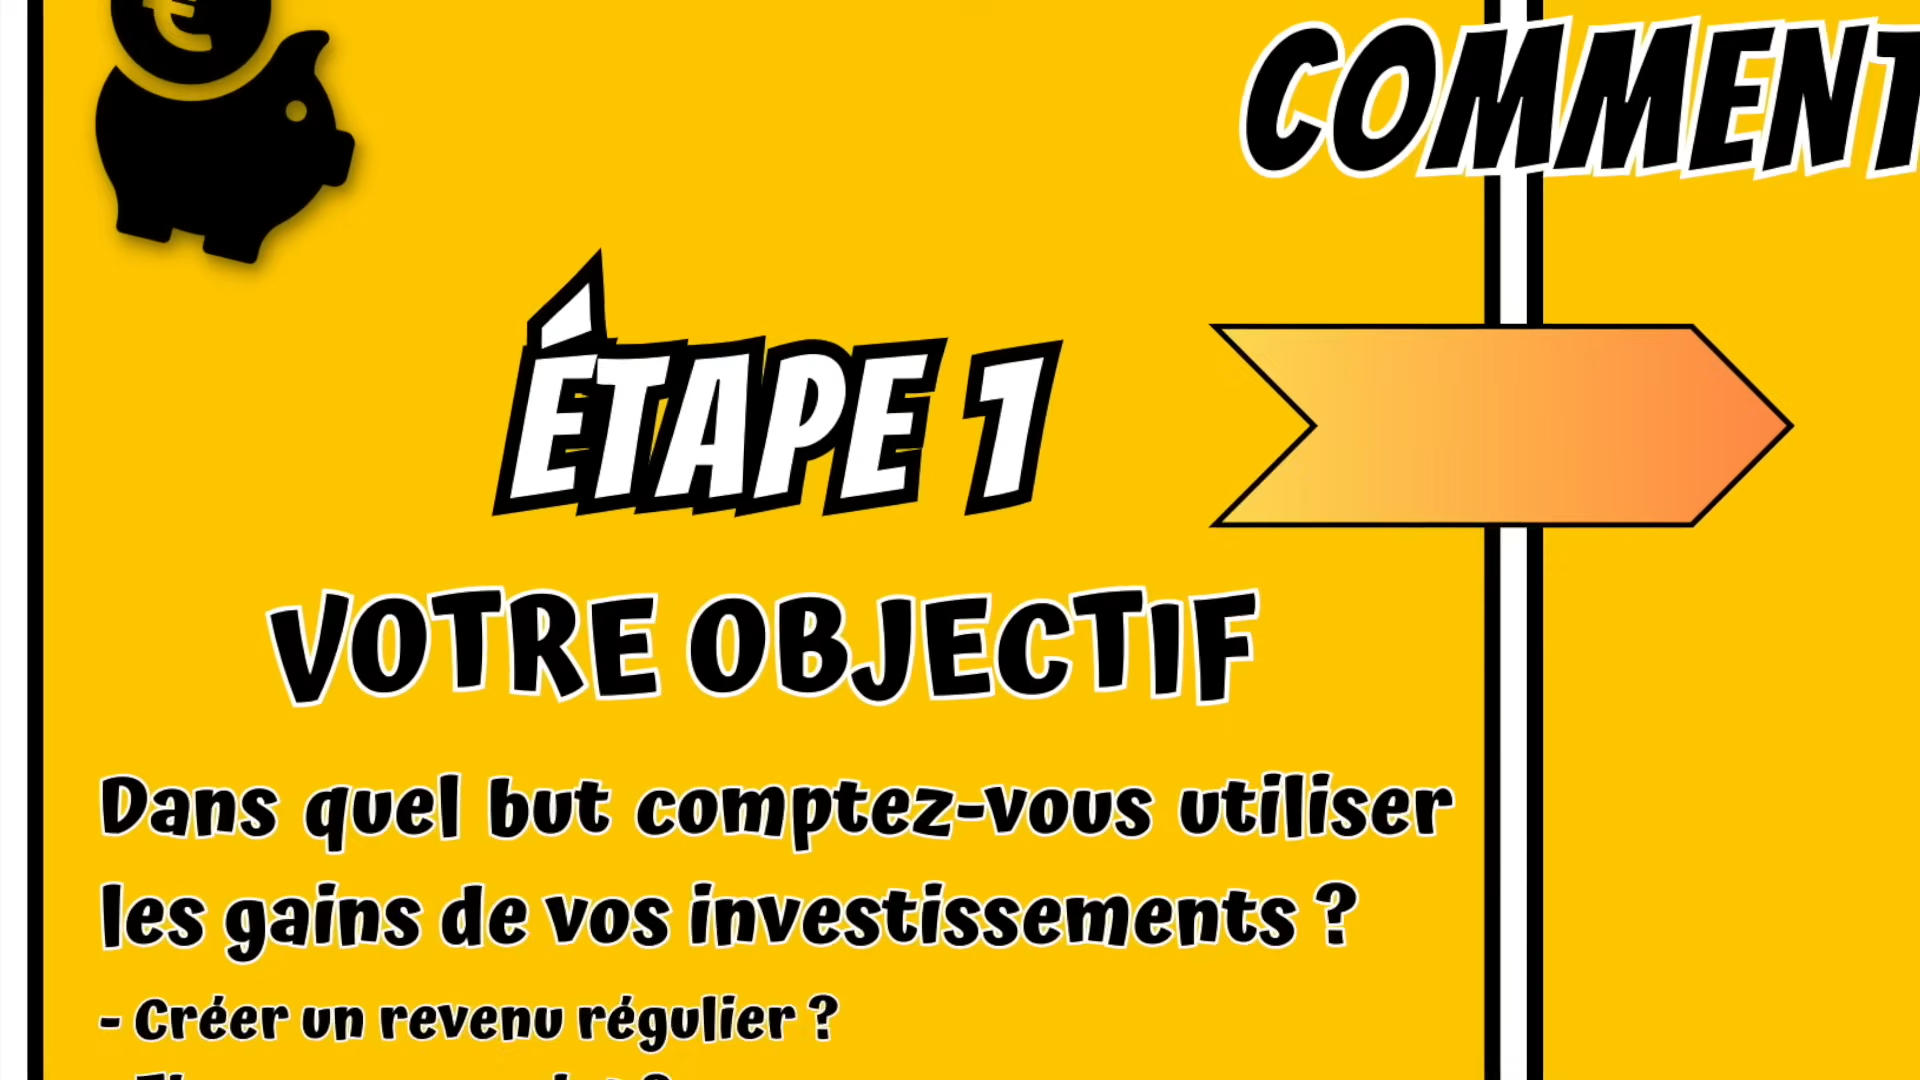 COMMENT
ÉTAPE 1
VOTRE OBJECTIF
Dans quel but comptez-vous utiliser
les gains de vos investissements ?
- Créer un revenu régulier ?